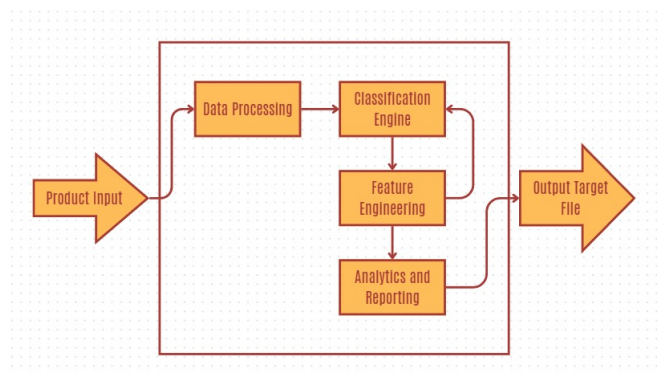 Product Input
Data Processing
Classification
Engine
Feature
Engineering
Analytics and
Reporting
Output Target
File